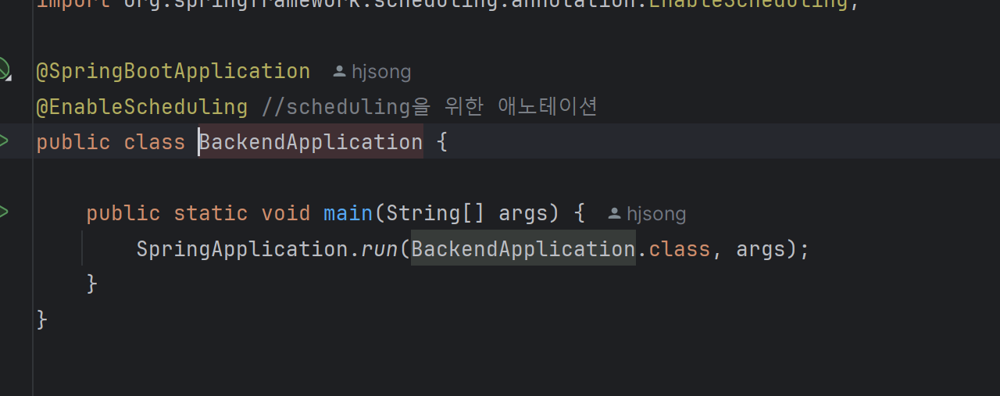 import org.springframework.scheduling.annotation.EnableScheduling;
@SpringBootApplication hjsong
@EnableScheduling //scheduling을 위한 애노테이션
public class BackendApplication {
public static void main(String[] args) { hjsong
SpringApplication.run(BackendApplication.class, args);
}
}